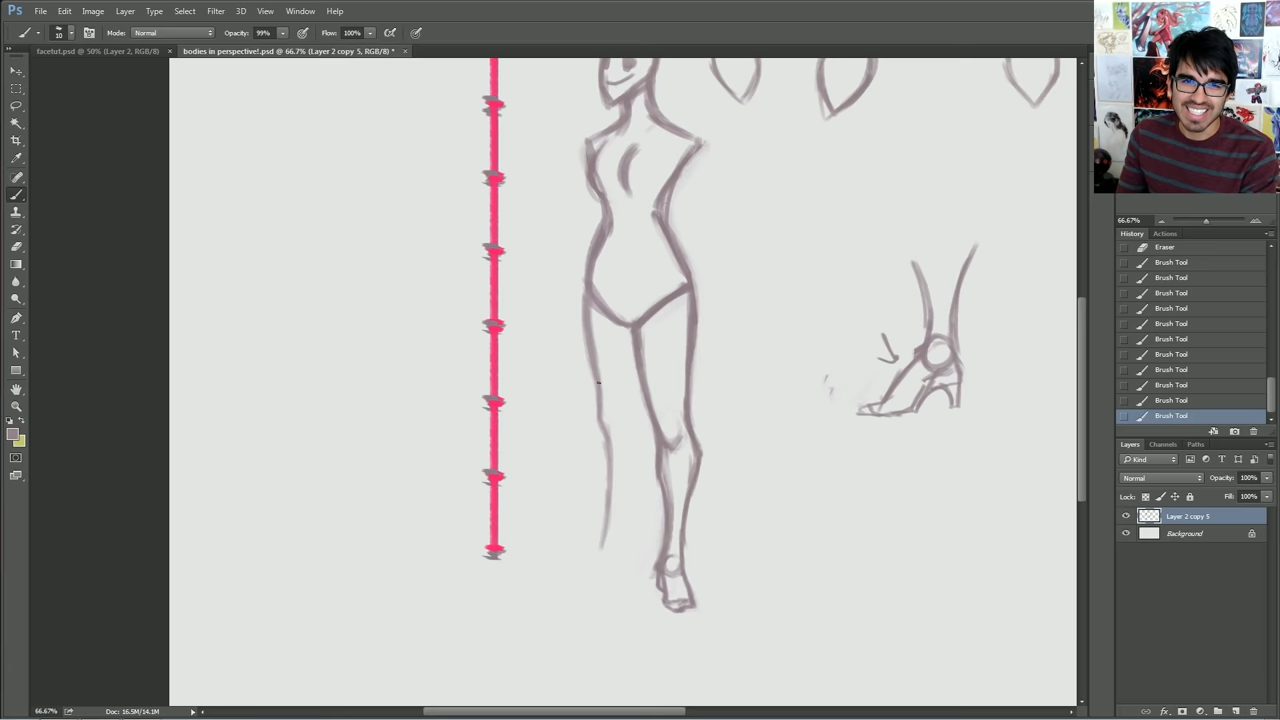 Ps File Edit Image Layer Type Select Filter 3D View Window Help
10 Mode: Normal Opacity: 99% Flow: 100%
facefut.psd @ 50% (Layer 2, RGB/8) × bodies in perspective!.psd @ 66.7% (Layer 2 copy 5, RGB/8) * ×
66.67%
History Actions
Eraser
Brush Tool
Brush Tool
Brush Tool
Brush Tool
Brush Tool
Brush Tool
Brush Tool
Brush Tool
Brush Tool
Brush Tool
Brush Tool
Layers Channels Paths
Kind
Normal Opacity: 100%
Lock: Fill: 100%
Layer 2 copy 5
Background
66.67% Doc: 16.5M/14.1M